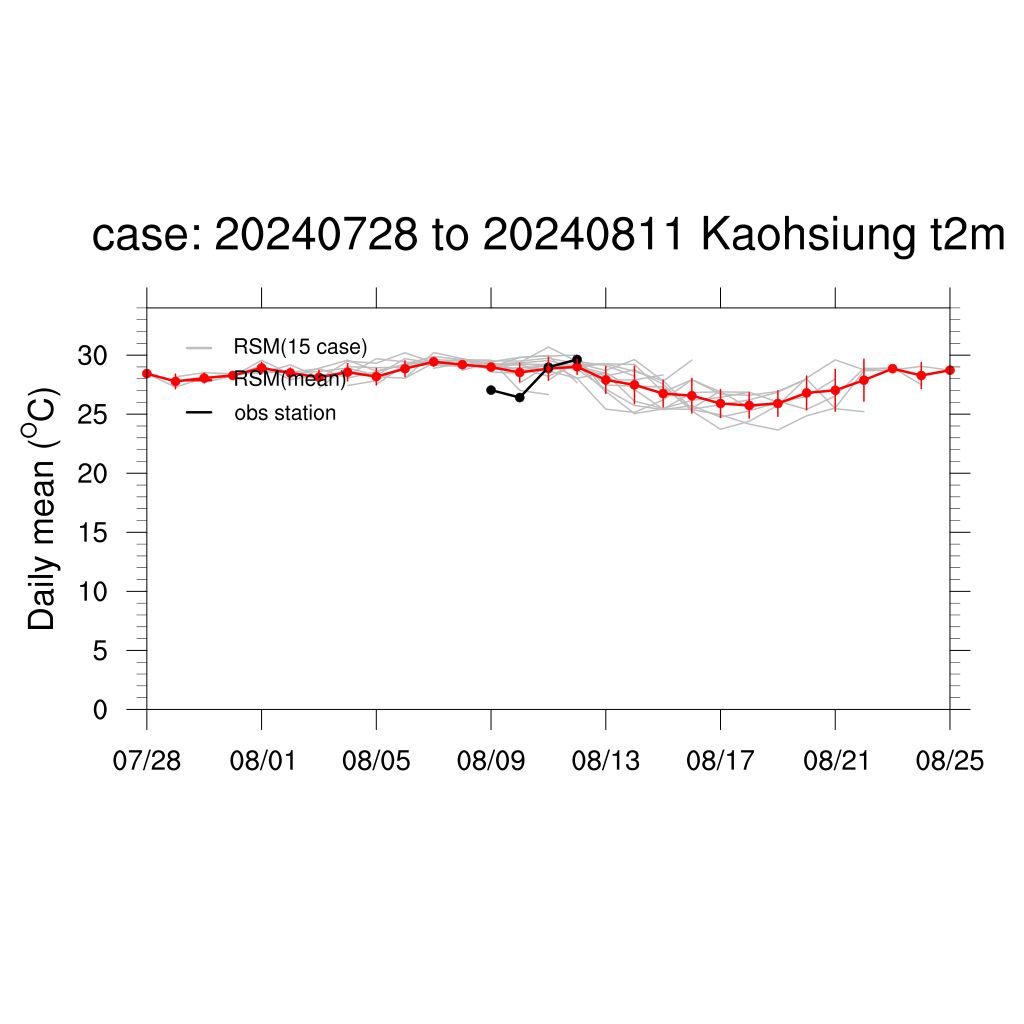 case: 20240728 to 20240811 Kaohsiung t2m
Daily mean (°C)
30
25
20
15
10
5
0
RSM(15 case)
RSM(mean)
obs station
07/28 08/01 08/05 08/09 08/13 08/17 08/21 08/25